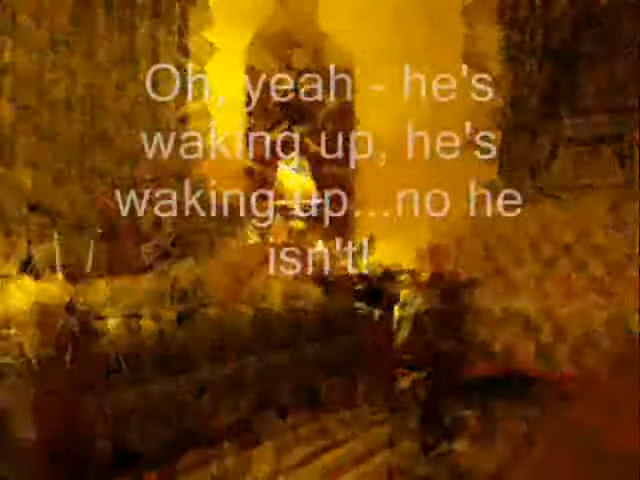 Oh, yeah - he's
waking up, he's
waking up...no he
isn't!